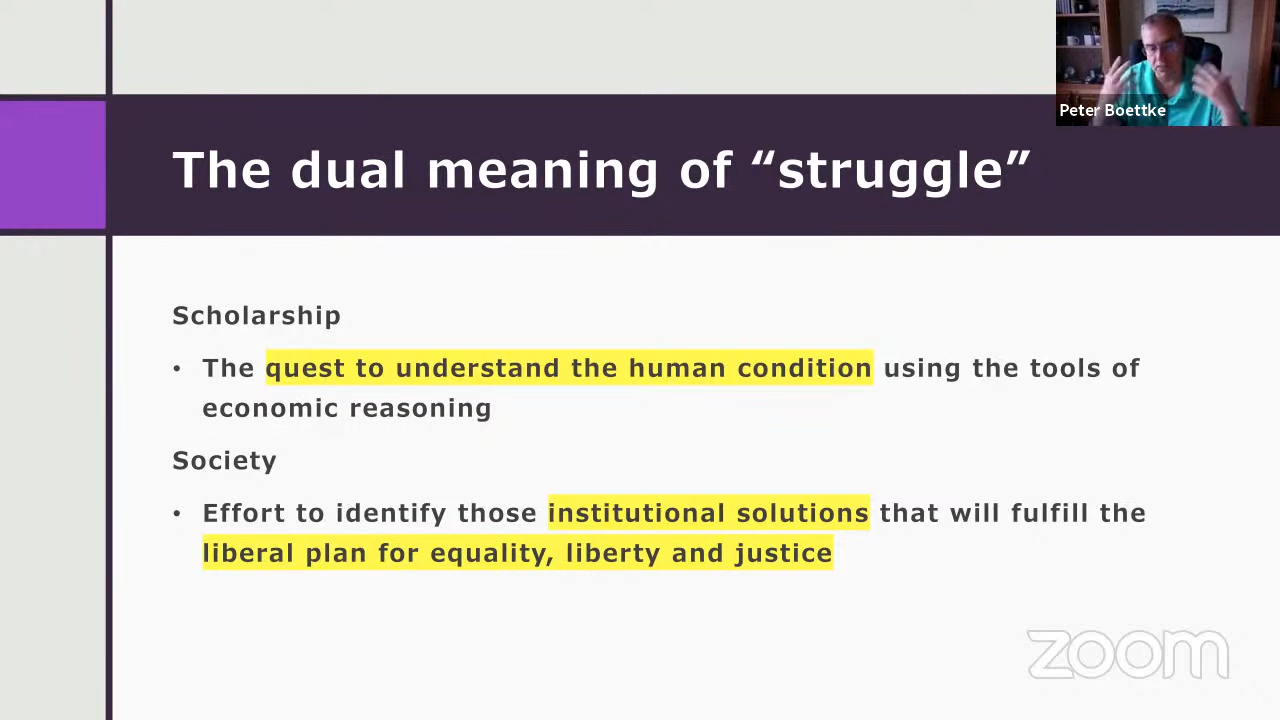 Peter Boettke
The dual meaning of “struggle”
Scholarship
• The quest to understand the human condition using the tools of
economic reasoning
Society
• Effort to identify those institutional solutions that will fulfill the
liberal plan for equality, liberty and justice
zoom